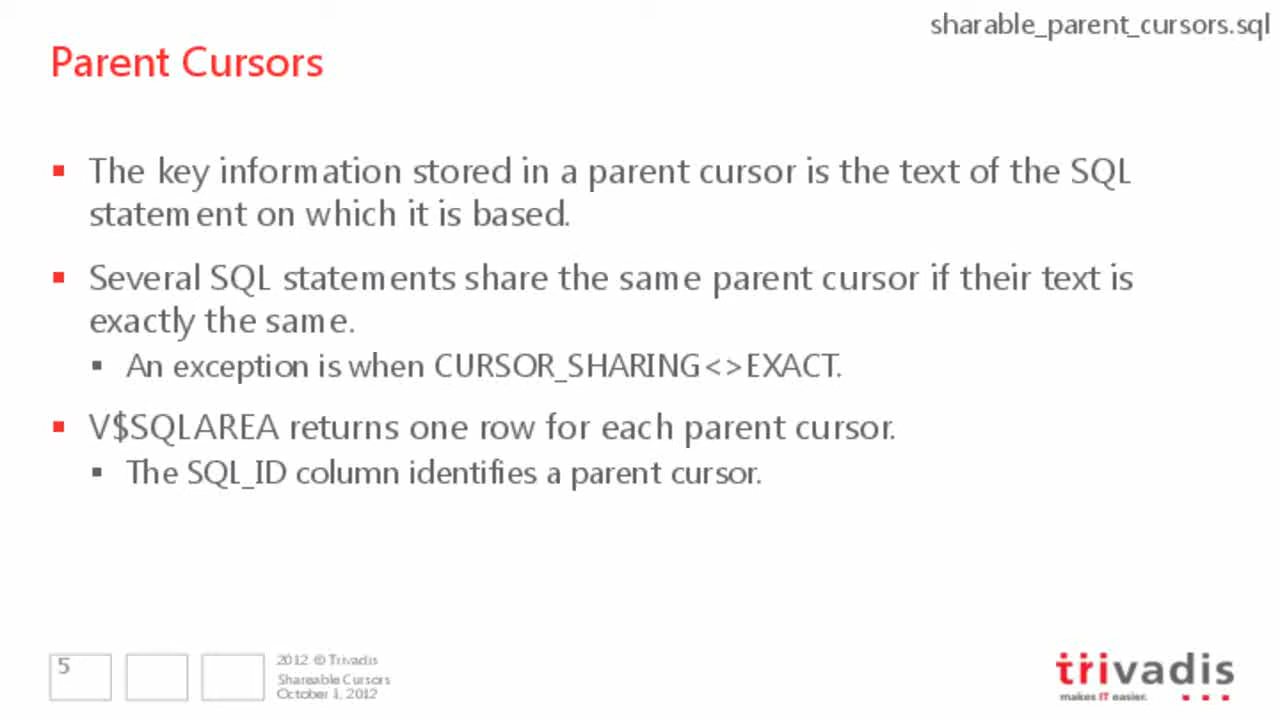 sharable_parent_cursors.sql
Parent Cursors
The key information stored in a parent cursor is the text of the SQL
statement on which it is based.
Several SQL statements share the same parent cursor if their text is
exactly the same.
An exception is when CURSOR_SHARING<>EXACT.
V$SQLAREA returns one row for each parent cursor.
The SQL_ID column identifies a parent cursor.
5
2012 © Trivadis
Shareable Cursors
October 1, 2012
trivadis
makes IT easier.